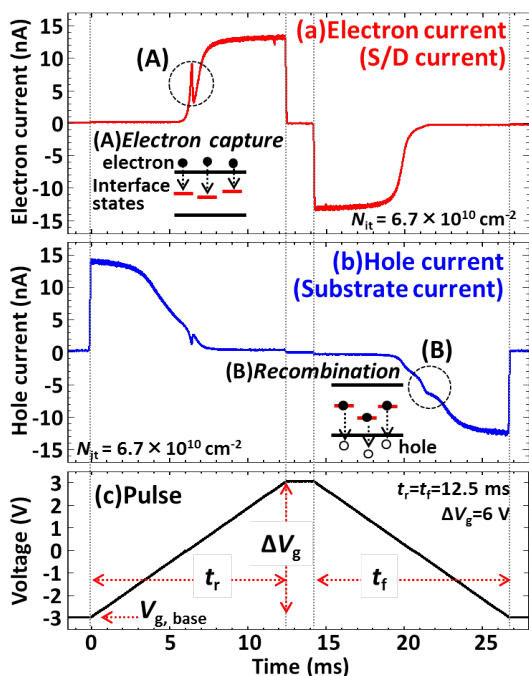 (a)Electron current
(S/D current)
(A)
(A)Electron capture
electron
Interface
states
N_it = 6.7 × 10^10 cm^-2
Electron current (nA)
15
10
5
0
-5
-10
-15
(b)Hole current
(Substrate current)
(B)
(B)Recombination
hole
N_it = 6.7 × 10^10 cm^-2
Hole current (nA)
15
10
5
0
-5
-10
-15
(c)Pulse
t_r=t_f=12.5 ms
ΔV_g=6 V
ΔV_g
t_r
t_f
V_g, base
Voltage (V)
3
2
1
0
-1
-2
-3
0
5
10
15
20
25
Time (ms)